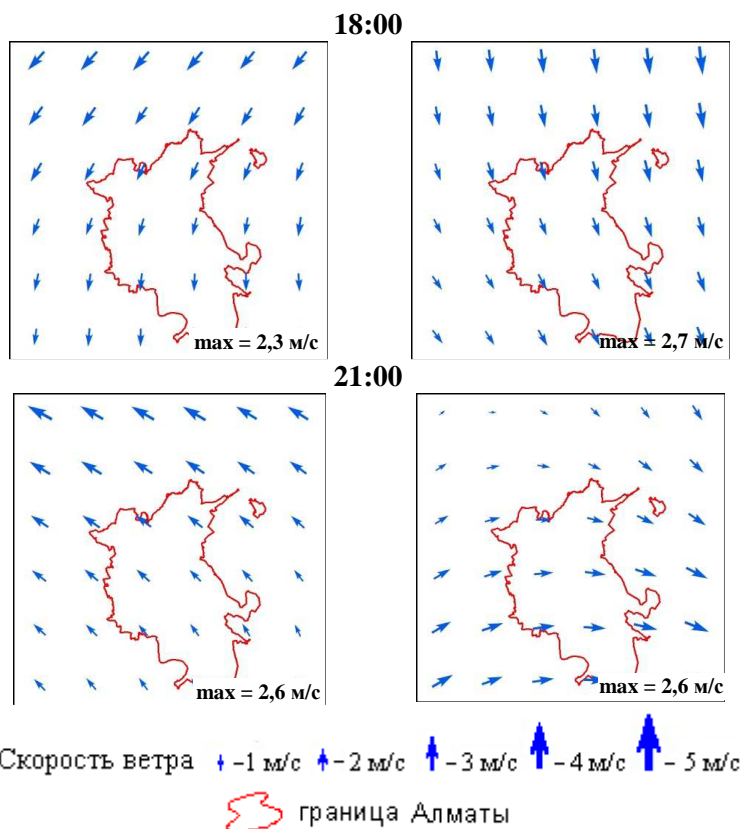 18:00
max = 2,3 м/с
max = 2,7 м/с
21:00
max = 2,6 м/с
max = 2,6 м/с
Скорость ветра –1 м/с –2 м/с –3 м/с –4 м/с – 5 м/с
граница Алматы